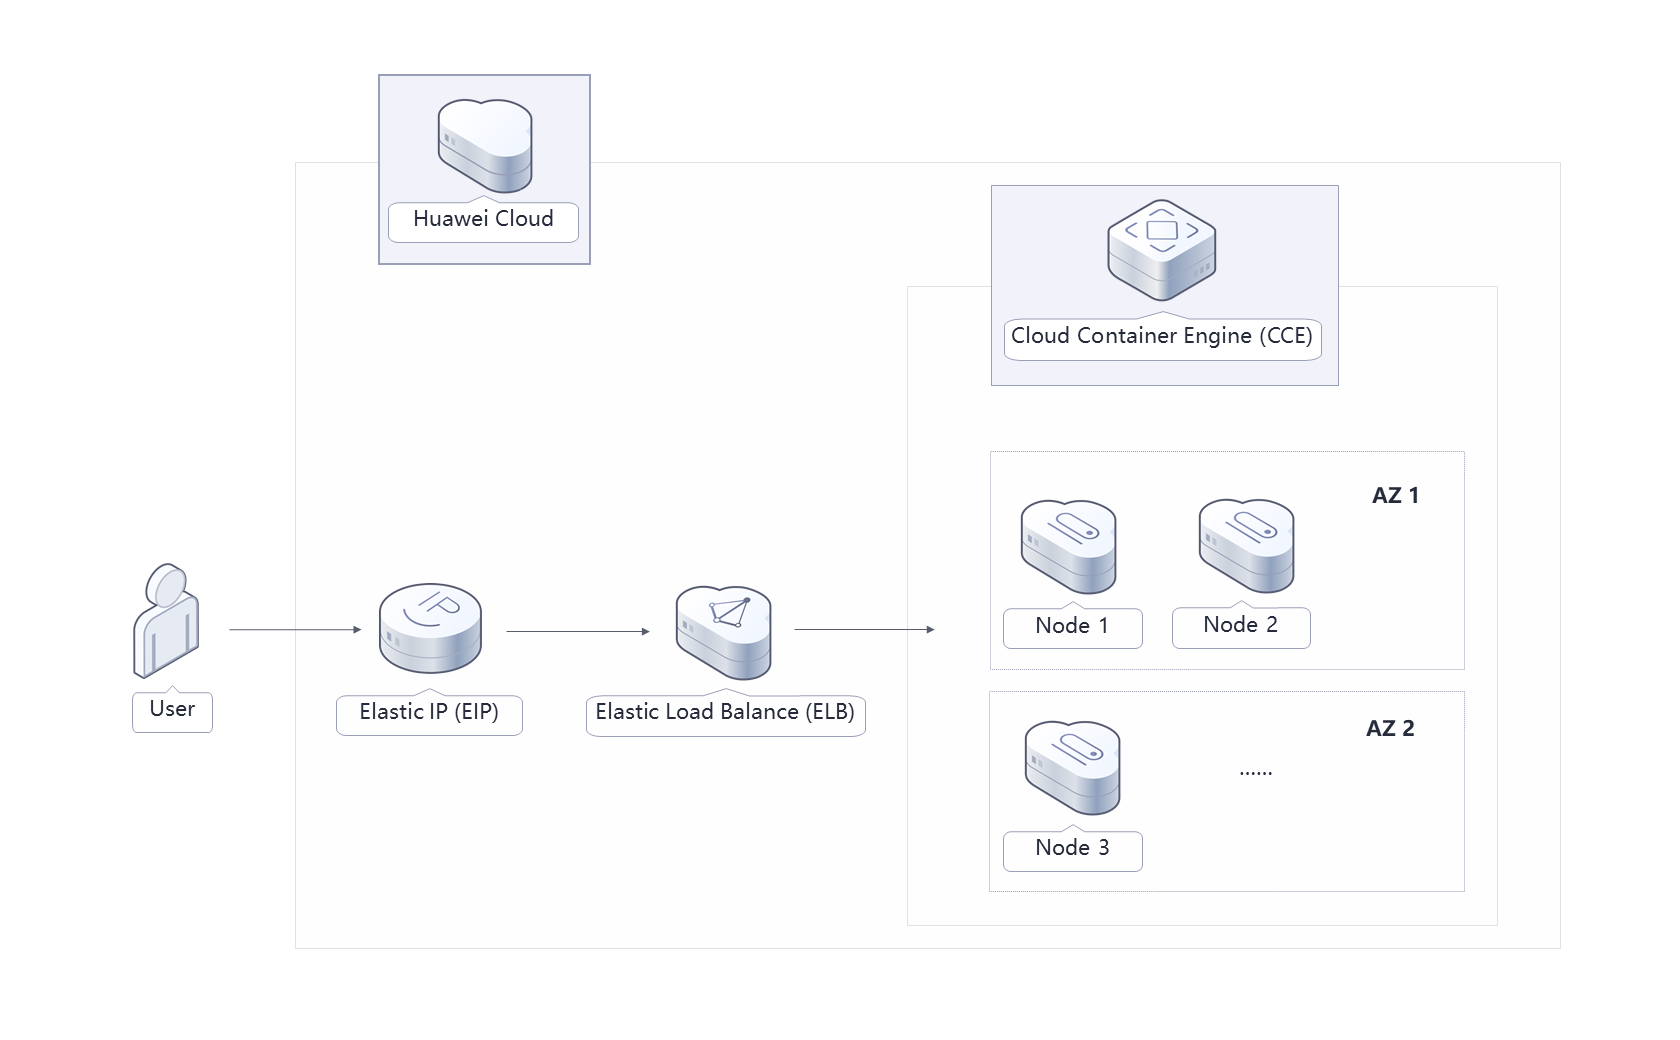 Huawei Cloud
Cloud Container Engine (CCE)
AZ 1
Node 1
Node 2
User
Elastic IP (EIP)
Elastic Load Balance (ELB)
AZ 2
......
Node 3
IP